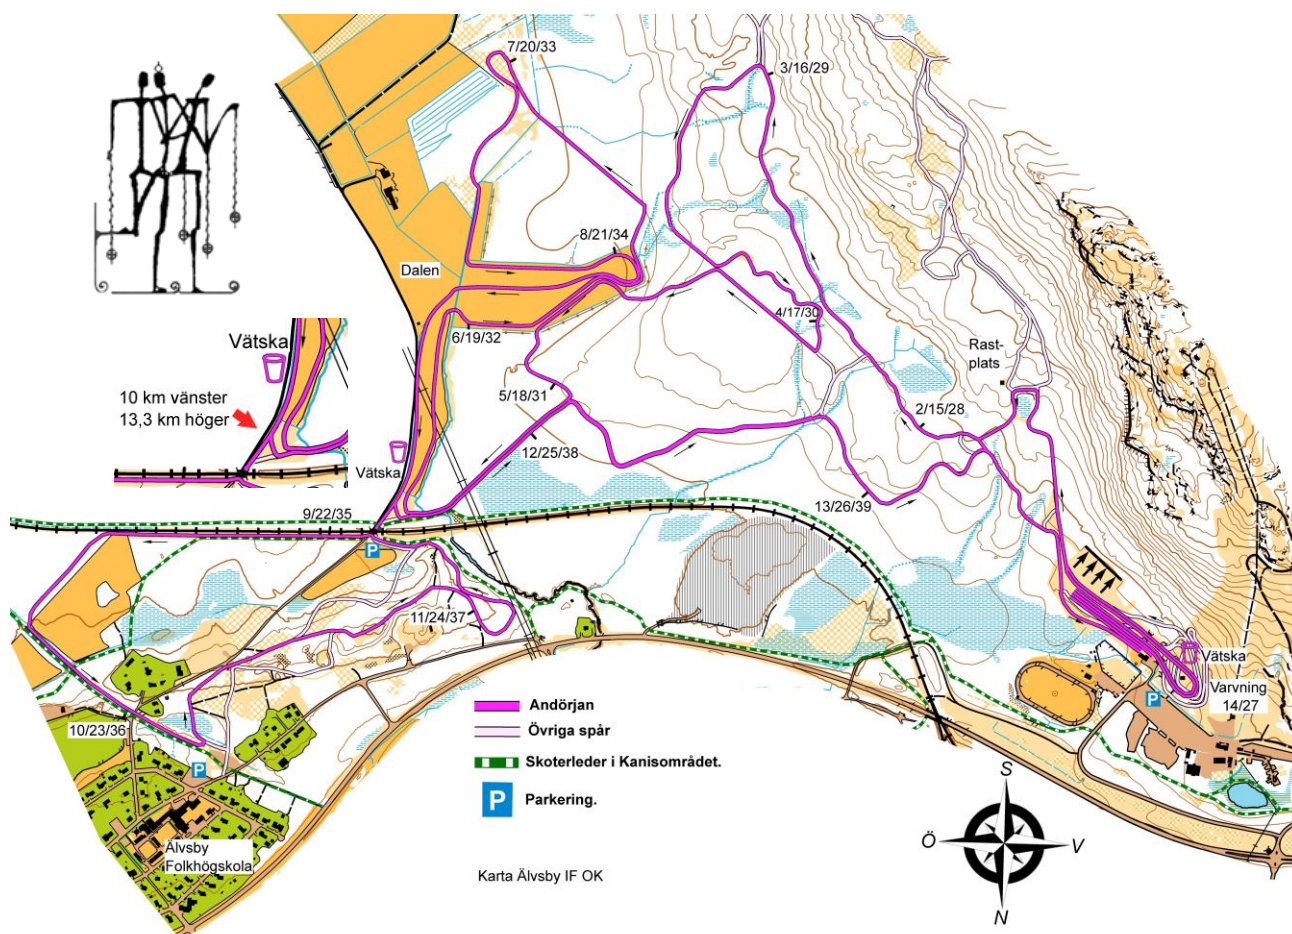 7/20/33
3/16/29
8/21/34
Dalen
4/17/30
6/19/32
Vätska
Rast-
plats
10 km vänster
13,3 km höger
5/18/31
2/15/28
12/25/38
Vätska
13/26/39
9/22/35
P
11/24/37
Vätska
Varvning
14/27
P
10/23/36
P
Andörjan
Övriga spår
Skoterleder i Kanisområdet.
P Parkering.
S
Ö
V
N
Älvsby
Folkhögskola
Karta Älvsby IF OK